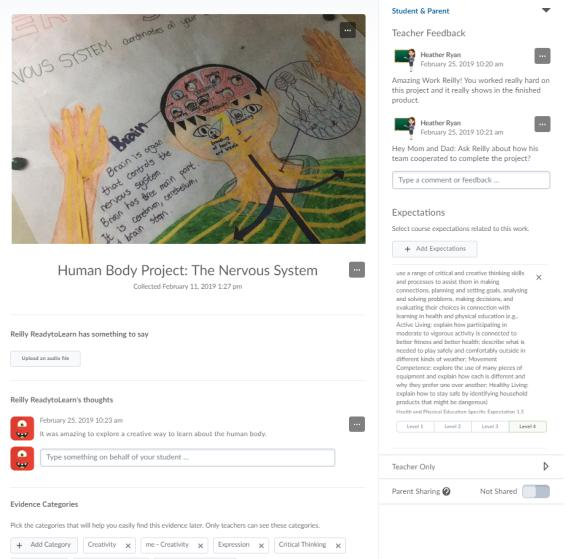 NOUS SYSTEM coordinates all your
Brain
Brain is organ
that controls the
nervous system.
Brain has three main part.
It is cerebrum, cerebellum,
brain stem.
Human Body Project: The Nervous System
Collected February 11, 2019 1:27 pm
Reilly ReadytoLearn has something to say
Upload an audio file
Reilly ReadytoLearn's thoughts
February 25, 2019 10:23 am
It was amazing to explore a creative way to learn about the human body.
Type something on behalf of your student ...
Evidence Categories
Pick the categories that will help you easily find this evidence later. Only teachers can see these categories.
+ Add Category
Creativity x
me - Creativity x
Expression x
Critical Thinking x
Student & Parent
Teacher Feedback
Heather Ryan
February 25, 2019 10:20 am
Amazing Work Reilly! You worked really hard on
this project and it really shows in the finished
product.
Heather Ryan
February 25, 2019 10:21 am
Hey Mom and Dad: Ask Reilly about how his
team cooperated to complete the project?
Type a comment or feedback ...
Expectations
Select course expectations related to this work.
+ Add Expectations
use a range of critical and creative thinking skills
and processes to assist them in making
connections, planning and setting goals, analysing
and solving problems, making decisions, and
evaluating their choices in connection with
learning in health and physical education (e.g.,
Active Living: explain how participating in
moderate to vigorous activity is connected to
better fitness and better health; describe what is
needed to play safely and comfortably outside in
different kinds of weather; Movement
Competence: explore the use of many pieces of
equipment and explain how each is different and
why they prefer one over another; Healthy Living:
explain how to stay safe by identifying household
products that might be dangerous)
Health and Physical Education Specific Expectation 1.5
Level 1
Level 2
Level 3
Level 4
Teacher Only
Parent Sharing
Not Shared